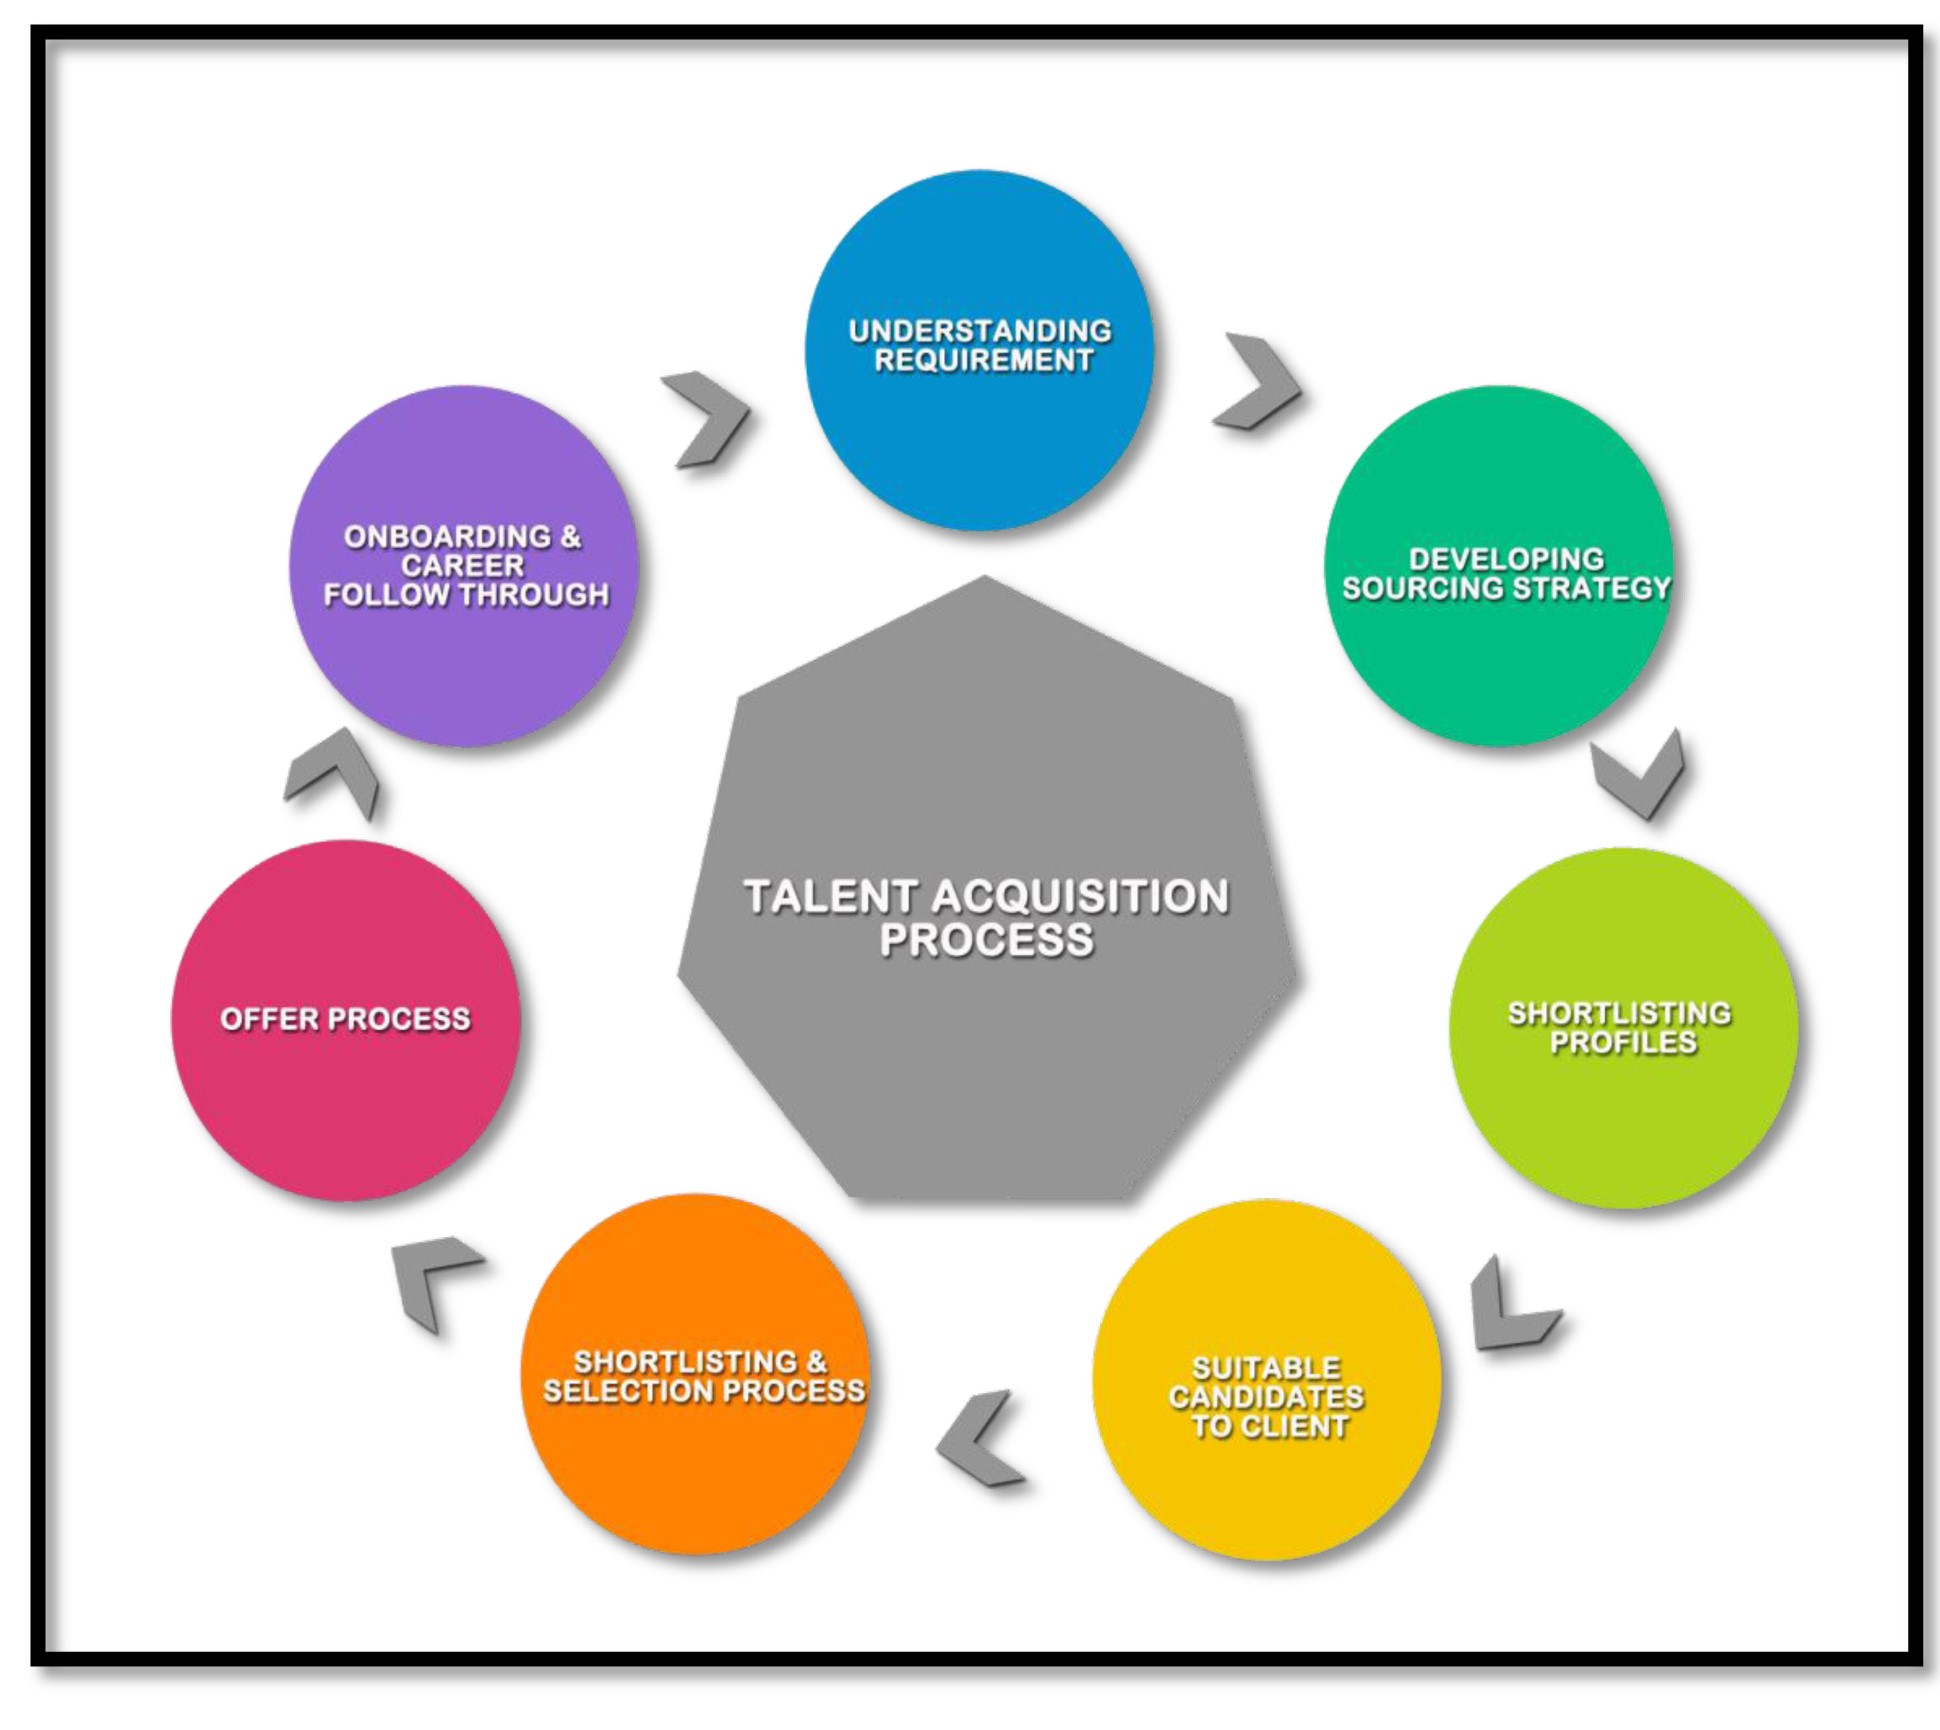 UNDERSTANDING
REQUIREMENT
DEVELOPING
SOURCING STRATEGY
SHORTLISTING
PROFILES
SUITABLE
CANDIDATES
TO CLIENT
SHORTLISTING &
SELECTION PROCESS
OFFER PROCESS
ONBOARDING &
CAREER
FOLLOW THROUGH
TALENT ACQUISITION
PROCESS